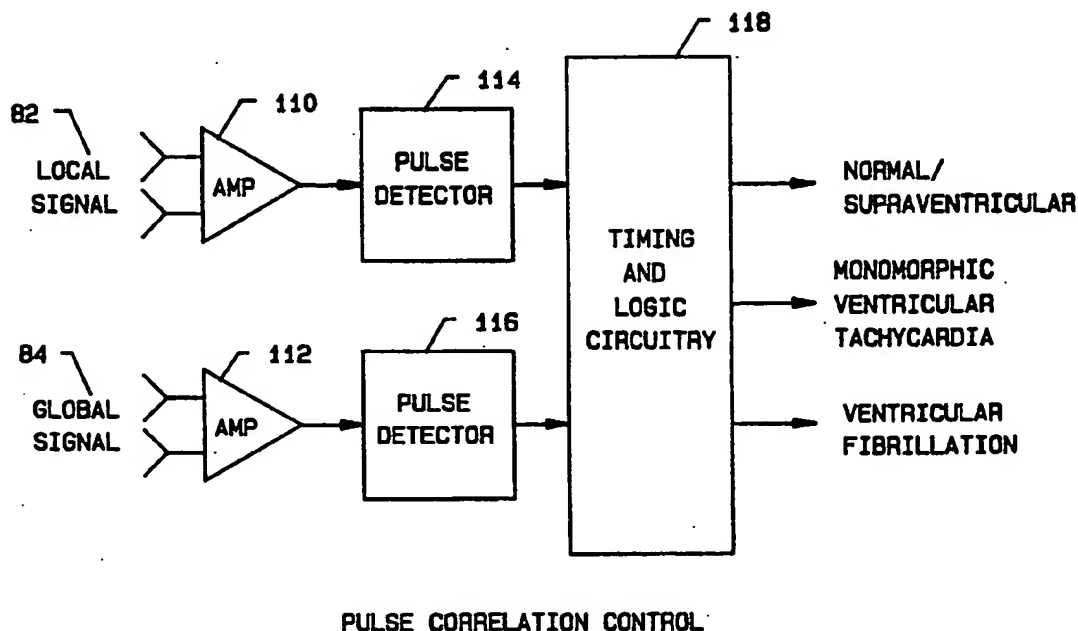 118
110
114
82
LOCAL
SIGNAL
AMP
PULSE
DETECTOR
NORMAL/
SUPRAVENTRICULAR
TIMING
AND
LOGIC
CIRCUITRY
MONOMORPHIC
VENTRICULAR
TACHYCARDIA
84
112
116
GLOBAL
SIGNAL
AMP
PULSE
DETECTOR
VENTRICULAR
FIBRILLATION
PULSE CORRELATION CONTROL